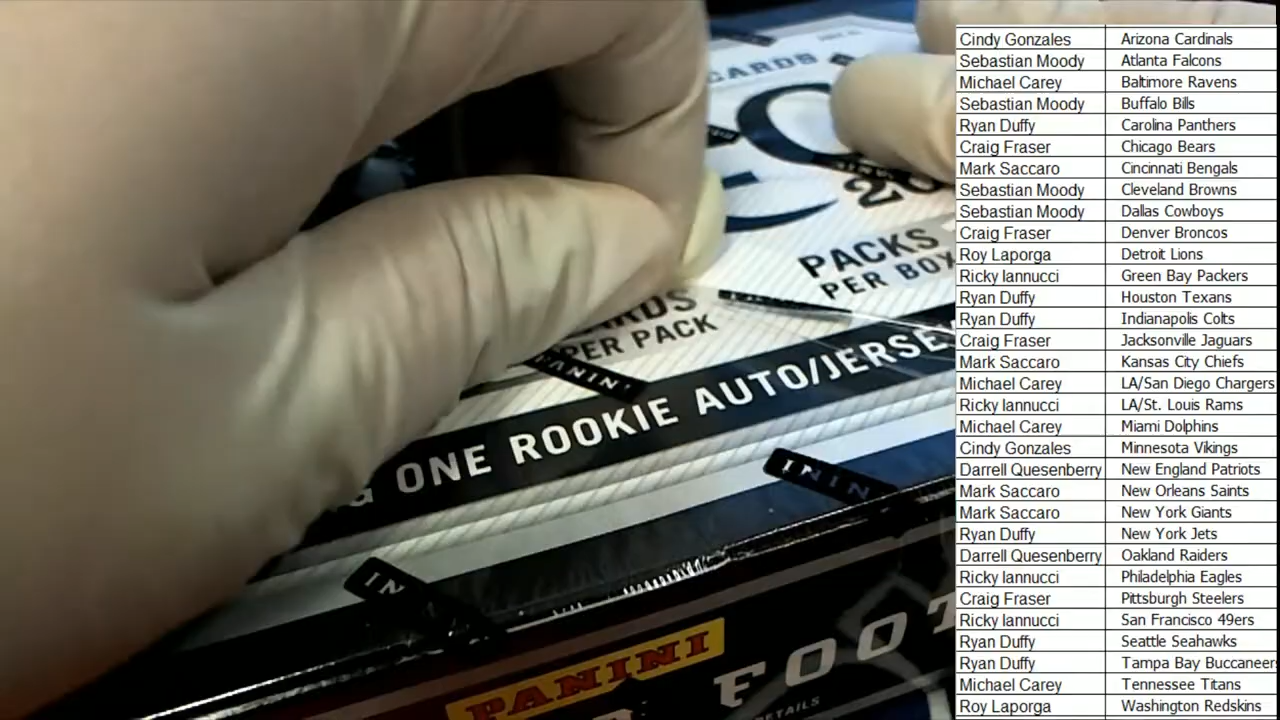 CARDS
20
PACKS
PER BOX
CARDS
PER PACK
ONE ROOKIE AUTO/JERSE
PANINI
FOOT
DETAILS
Cindy Gonzales Arizona Cardinals
Sebastian Moody Atlanta Falcons
Michael Carey Baltimore Ravens
Sebastian Moody Buffalo Bills
Ryan Duffy Carolina Panthers
Craig Fraser Chicago Bears
Mark Saccaro Cincinnati Bengals
Sebastian Moody Cleveland Browns
Sebastian Moody Dallas Cowboys
Craig Fraser Denver Broncos
Roy Laporga Detroit Lions
Ricky Iannucci Green Bay Packers
Ryan Duffy Houston Texans
Ryan Duffy Indianapolis Colts
Craig Fraser Jacksonville Jaguars
Mark Saccaro Kansas City Chiefs
Michael Carey LA/San Diego Chargers
Ricky Iannucci LA/St. Louis Rams
Michael Carey Miami Dolphins
Cindy Gonzales Minnesota Vikings
Darrell Quesenberry New England Patriots
Mark Saccaro New Orleans Saints
Mark Saccaro New York Giants
Ryan Duffy New York Jets
Darrell Quesenberry Oakland Raiders
Ricky Iannucci Philadelphia Eagles
Craig Fraser Pittsburgh Steelers
Ricky Iannucci San Francisco 49ers
Ryan Duffy Seattle Seahawks
Ryan Duffy Tampa Bay Buccaneer
Michael Carey Tennessee Titans
Roy Laporga Washington Redskins